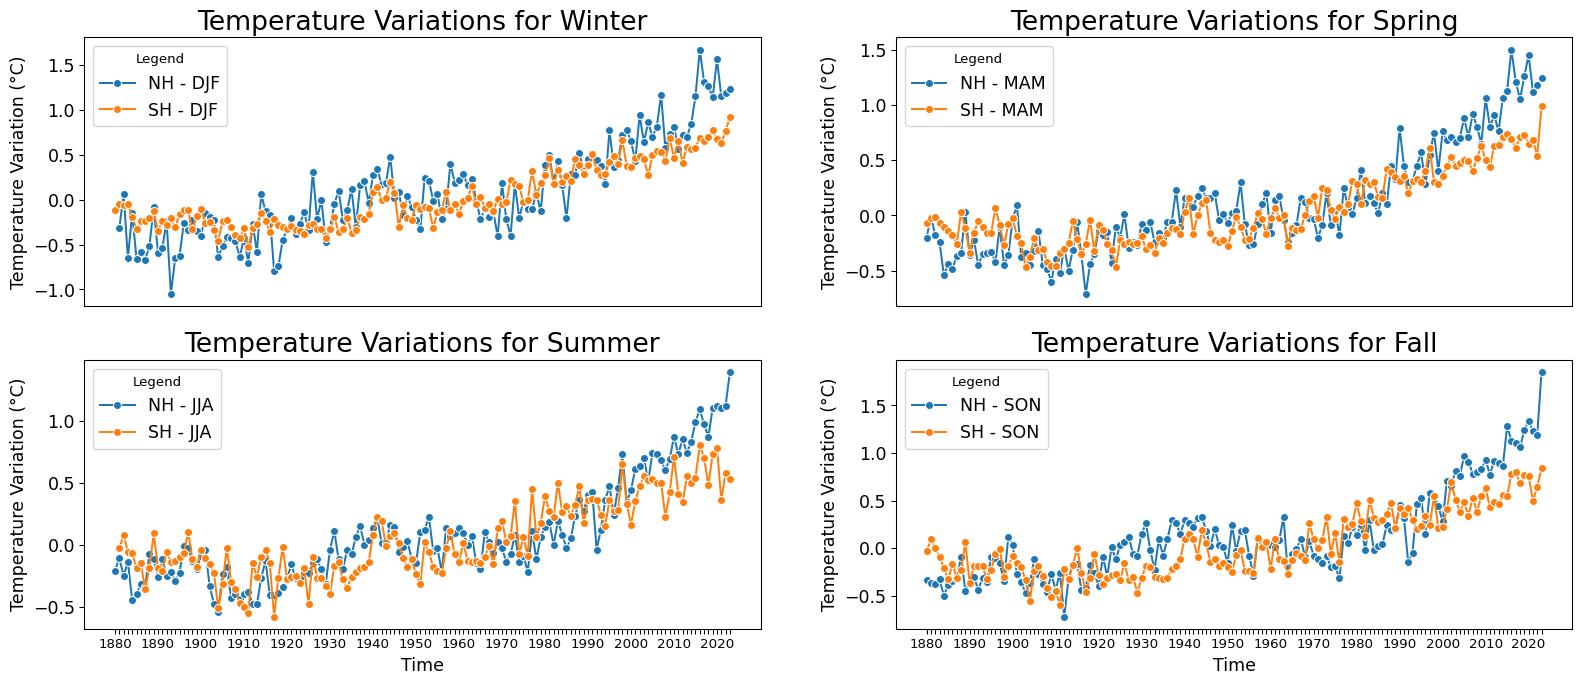 Temperature Variations for Winter
Temperature Variation (°C)
1.5
1.0
0.5
0.0
−0.5
−1.0
Legend
NH - DJF
SH - DJF
Temperature Variations for Spring
Temperature Variation (°C)
1.5
1.0
0.5
0.0
−0.5
Legend
NH - MAM
SH - MAM
Temperature Variations for Summer
Temperature Variation (°C)
1.0
0.5
0.0
−0.5
Legend
NH - JJA
SH - JJA
1880 1890 1900 1910 1920 1930 1940 1950 1960 1970 1980 1990 2000 2010 2020
Time
Temperature Variations for Fall
Temperature Variation (°C)
1.5
1.0
0.5
0.0
−0.5
Legend
NH - SON
SH - SON
1880 1890 1900 1910 1920 1930 1940 1950 1960 1970 1980 1990 2000 2010 2020
Time